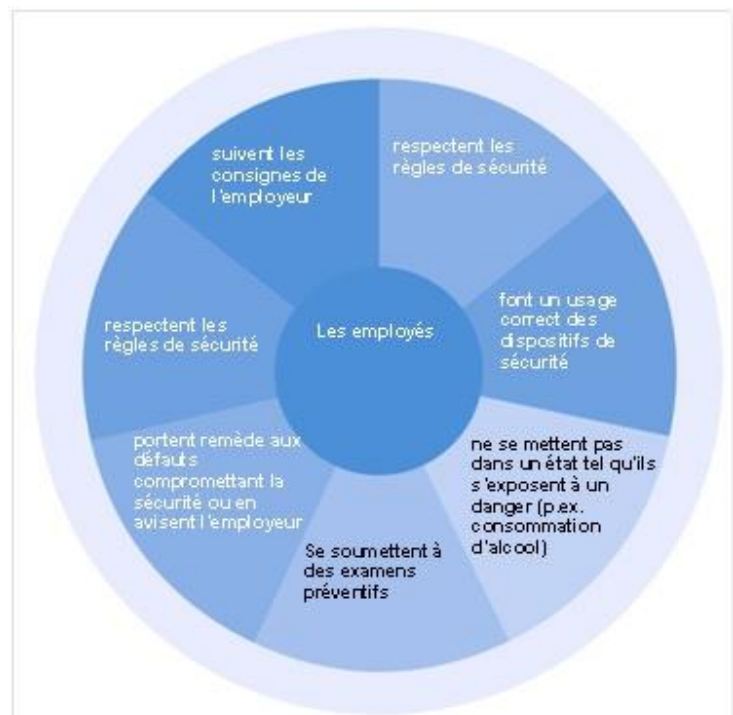 suivent les
consignes de
l'employeur
respectent les
règles de sécurité
font un usage
correct des
dispositifs de
sécurité
ne se mettent pas
dans un état tel qu'ils
s'exposent à un
danger (p.ex.
consommation
d'alcool)
Se soumettent à
des examens
préventifs
portent remède aux
défauts
compromettant la
sécurité ou en
avisent l'employeur
respectent les
règles de sécurité
Les employés